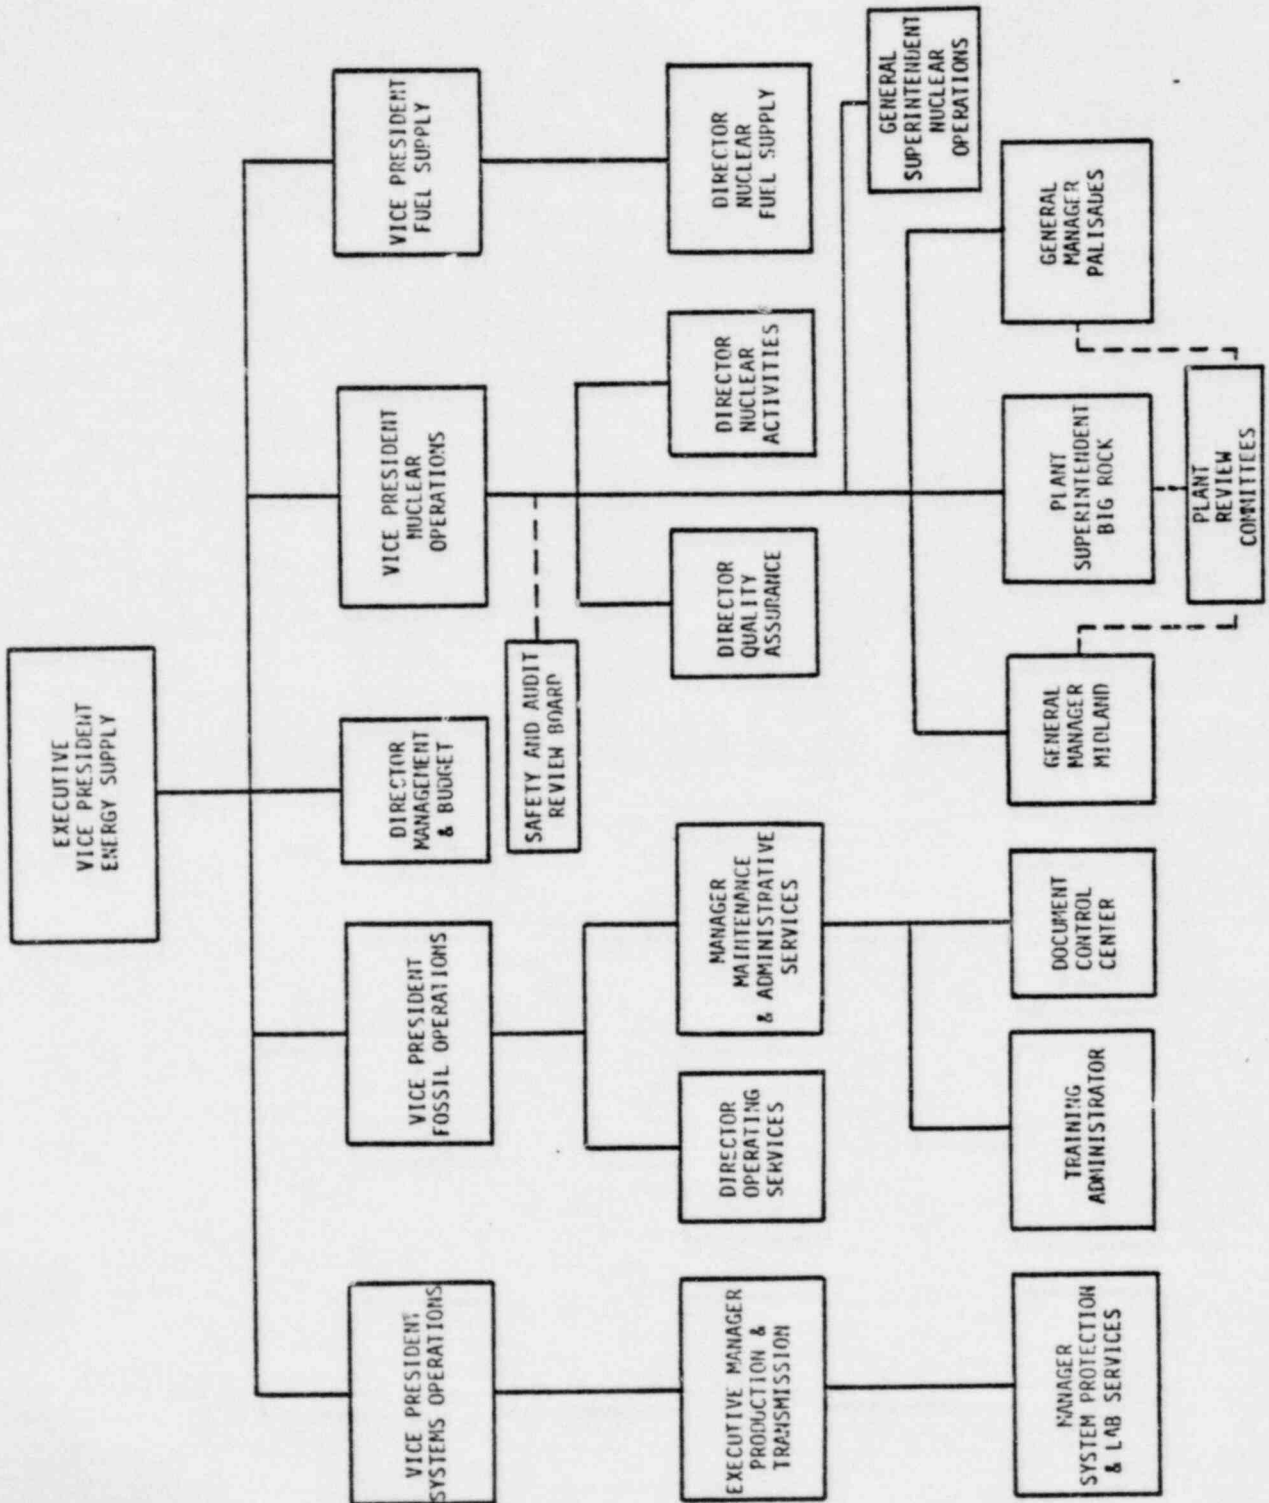 EXECUTIVE
VICE PRESIDENT
ENERGY SUPPLY
VICE PRESIDENT
SYSTEMS OPERATIONS
VICE PRESIDENT
FOSSIL OPERATIONS
DIRECTOR
MANAGEMENT
& BUDGET
VICE PRESIDENT
NUCLEAR
OPERATIONS
VICE PRESIDENT
FUEL SUPPLY
SAFETY AND AUDIT
REVIEW BOARD
EXECUTIVE MANAGER
PRODUCTION &
TRANSMISSION
DIRECTOR
OPERATING
SERVICES
MANAGER
MAINTENANCE
& ADMINISTRATIVE
SERVICES
DIRECTOR
QUALITY
ASSURANCE
DIRECTOR
NUCLEAR
ACTIVITIES
DIRECTOR
NUCLEAR
FUEL SUPPLY
GENERAL
SUPERINTENDENT
NUCLEAR
OPERATIONS
MANAGER
SYSTEM PROTECTION
& LAB SERVICES
TRAINING
ADMINISTRATOR
DOCUMENT
CONTROL
CENTER
GENERAL
MANAGER
MIDLAND
PLANT
SUPERINTENDENT
BIG ROCK
GENERAL
MANAGER
PALISADES
PLANT
REVIEW
COMMITTEES